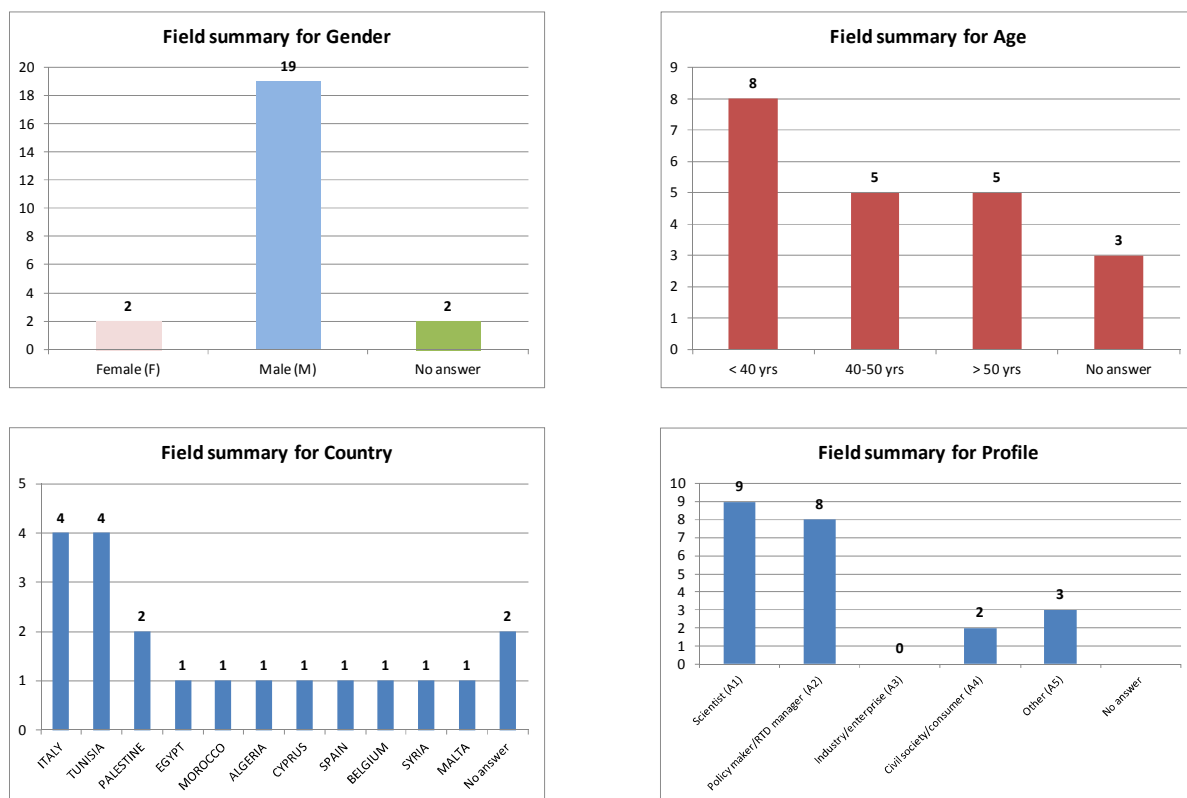 Field summary for Gender
20
18
16
14
12
10
8
6
4
2
0
2
19
2
Female (F)
Male (M)
No answer
Field summary for Age
9
8
7
6
5
4
3
2
1
0
8
5
5
3
< 40 yrs
40-50 yrs
> 50 yrs
No answer
Field summary for Country
5
4
3
2
1
0
4
4
2
1
1
1
1
1
1
1
1
2
ITALY
TUNISIA
PALESTINE
EGYPT
MOROCCO
ALGERIA
CYPRUS
SPAIN
BELGIUM
SYRIA
MALTA
No answer
Field summary for Profile
10
9
8
7
6
5
4
3
2
1
0
9
8
0
2
3
Scientist (A1)
Policy maker/RTD manager (A2)
Industry/enterprise (A3)
Civil society/consumer (A4)
Other (A5)
No answer